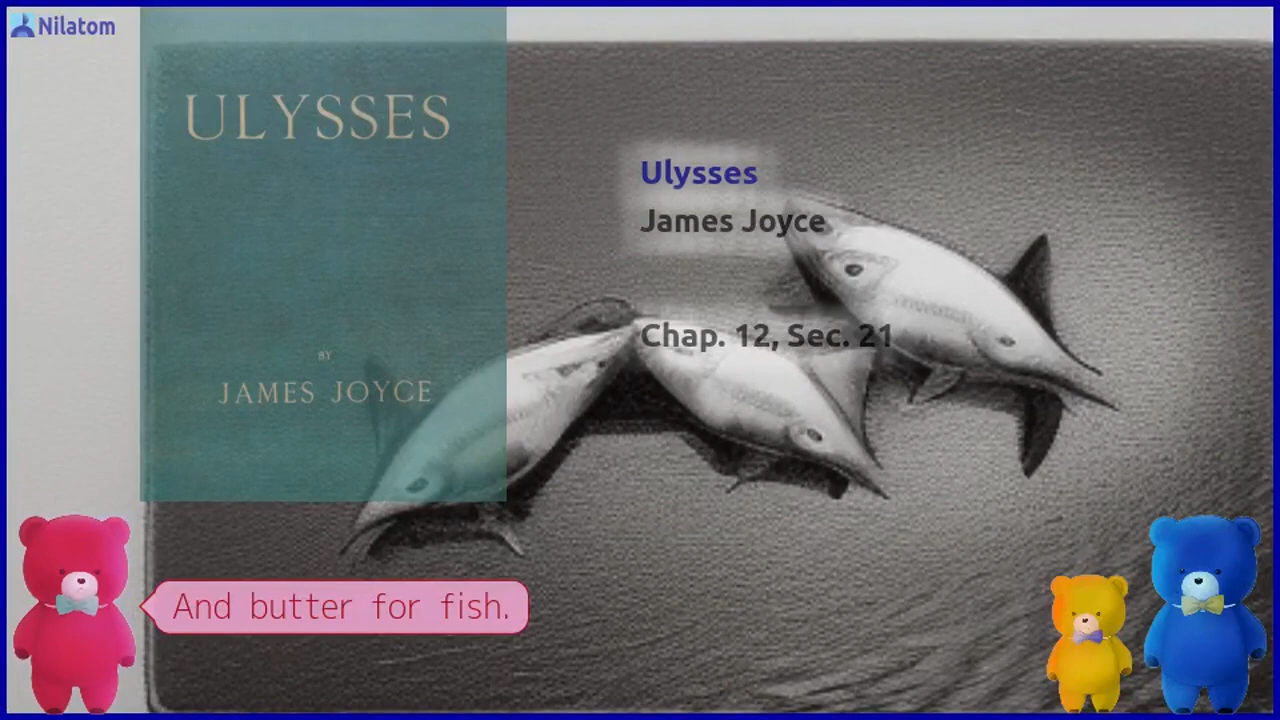 Nilatom
ULYSSES
BY
JAMES JOYCE
Ulysses
James Joyce
Chap. 12, Sec. 21
And butter for fish.